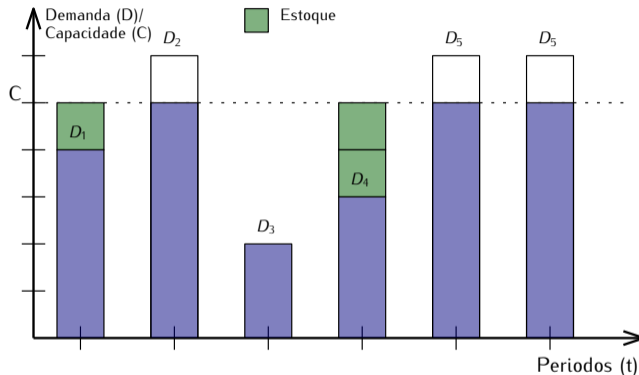 Demanda (D)/
Capacidade (C)
Estoque
D₂
D₅
D₅
C
D₁
D₄
D₃
Periodos (t)